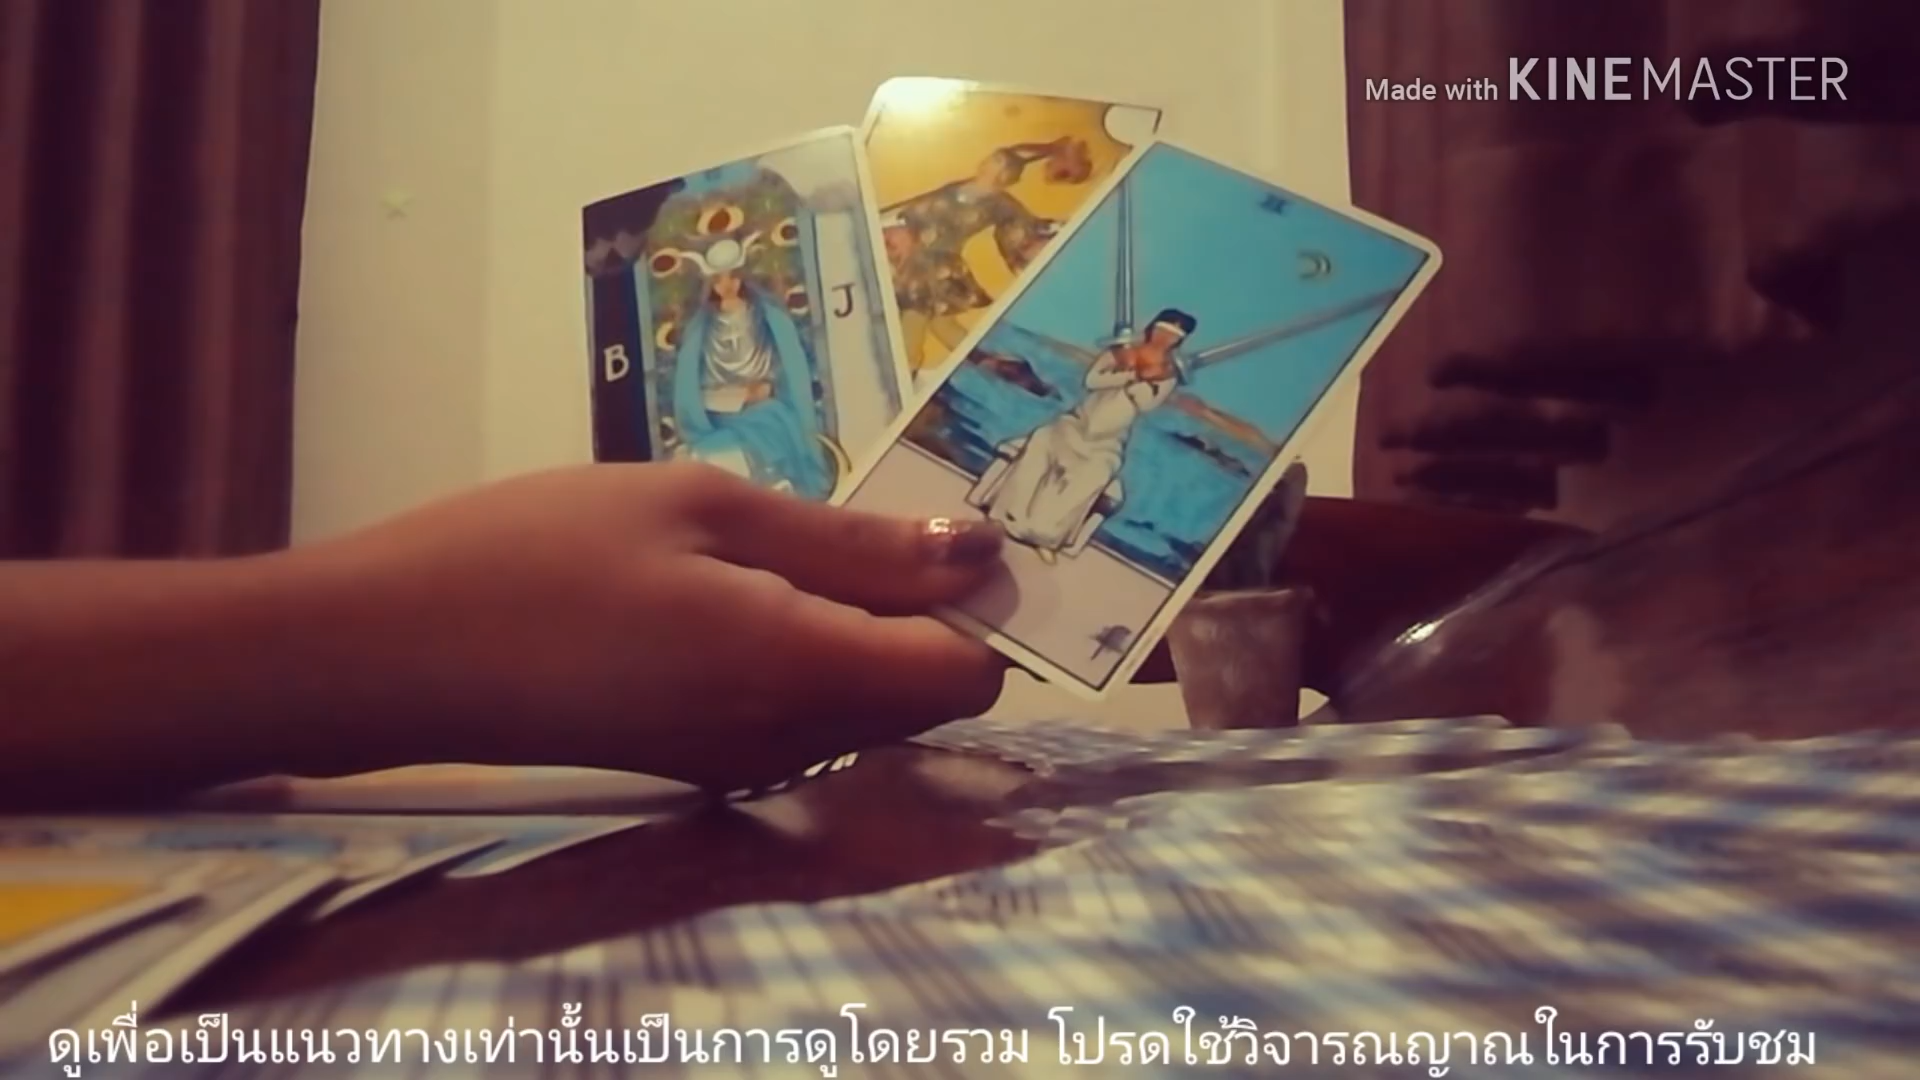 Made with KINEMASTER
B
J
II
ดูเพื่อเป็นแนวทางเท่านั้นเป็นการดูโดยรวม โปรดใช้วิจารณญาณในการรับชม